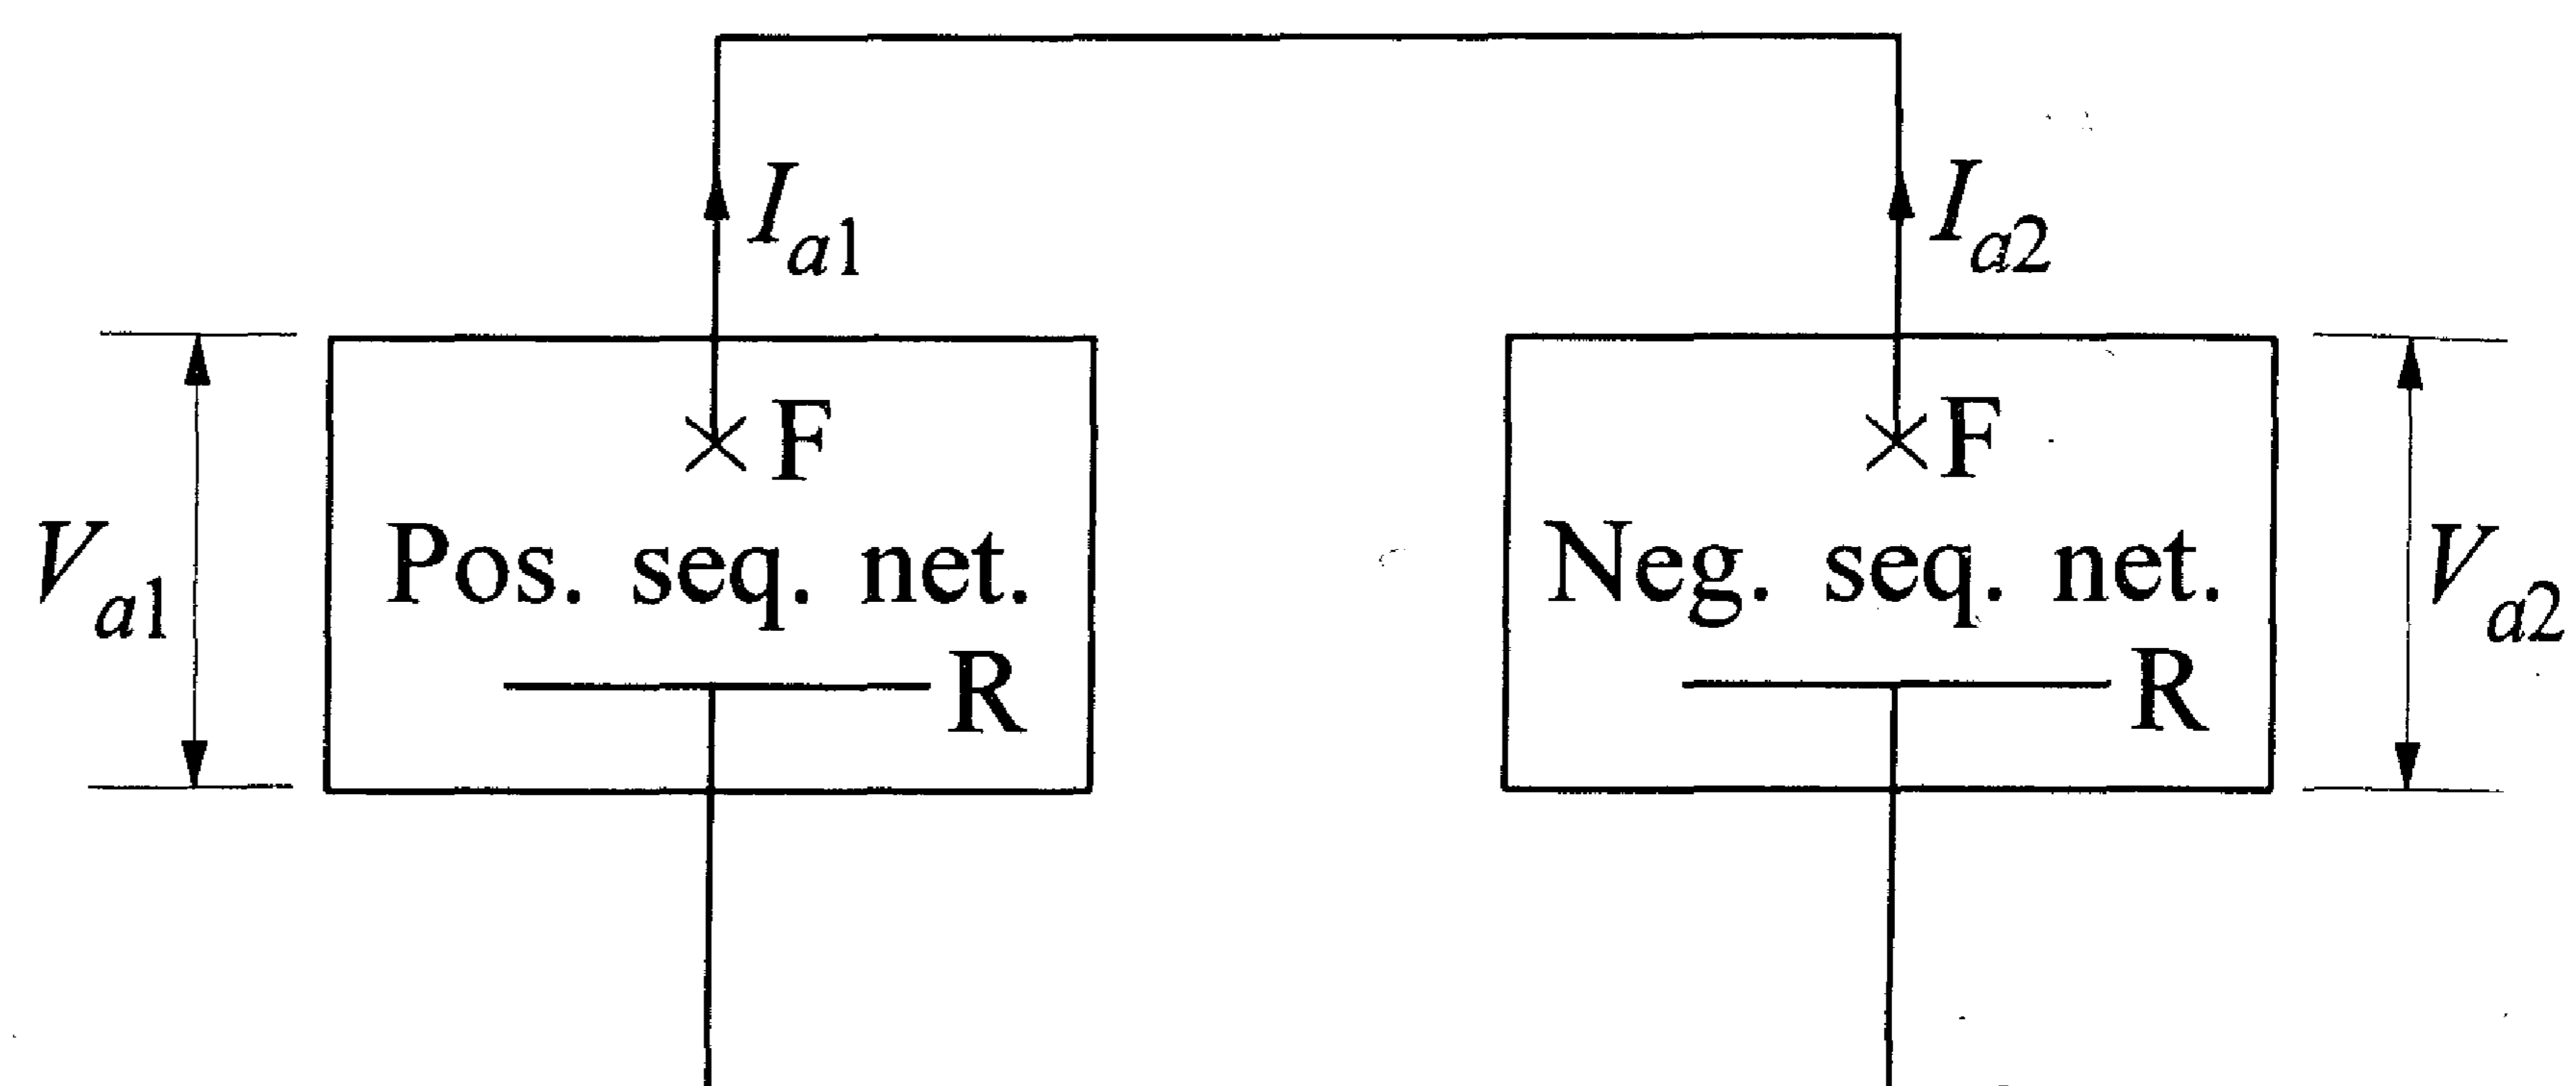 I_a1 I_a2
F F
V_a1 Pos. seq. net. Neg. seq. net. V_a2
R R